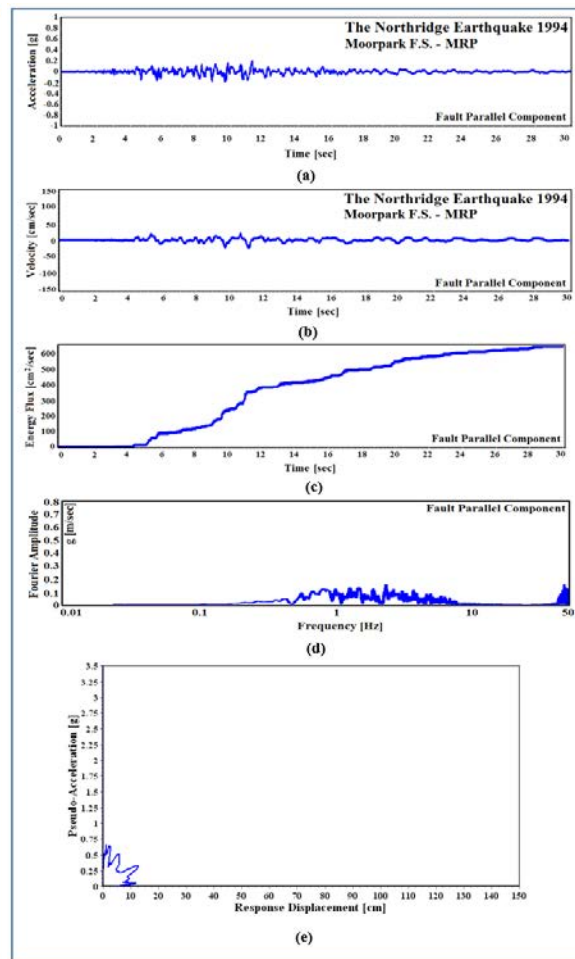 The Northridge Earthquake 1994
Moorpark F.S. - MRP
Acceleration [g]
1
0.8
0.6
0.4
0.2
0
-0.2
-0.4
-0.6
-0.8
-1
Fault Parallel Component
0 2 4 6 8 10 12 14 16 18 20 22 24 26 28 30
Time [sec]
(a)
The Northridge Earthquake 1994
Moorpark F.S. - MRP
Velocity [cm/sec]
150
100
50
0
-50
-100
-150
Fault Parallel Component
0 2 4 6 8 10 12 14 16 18 20 22 24 26 28 30
Time [sec]
(b)
Energy Flux [cm²/sec]
600
500
400
300
200
100
0
Fault Parallel Component
0 2 4 6 8 10 12 14 16 18 20 22 24 26 28 30
Time [sec]
(c)
Fault Parallel Component
Fourier Amplitude
g [m/sec]
0.8
0.7
0.6
0.5
0.4
0.3
0.2
0.1
0
0.01 0.1 1 10 50
Frequency [Hz]
(d)
Pseudo-Acceleration [g]
3.5
3.25
3
2.75
2.5
2.25
2
1.75
1.5
1.25
1
0.75
0.5
0.25
0
0 10 20 30 40 50 60 70 80 90 100 110 120 130 140 150
Response Displacement [cm]
(e)